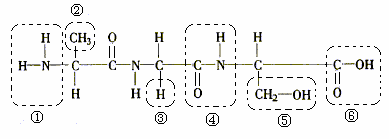 ②
H CH₃ O H H H O
H—N—C—C—N—C—C—N—C—OH
H H H O CH₂—OH
① ③ ④ ⑤ ⑥